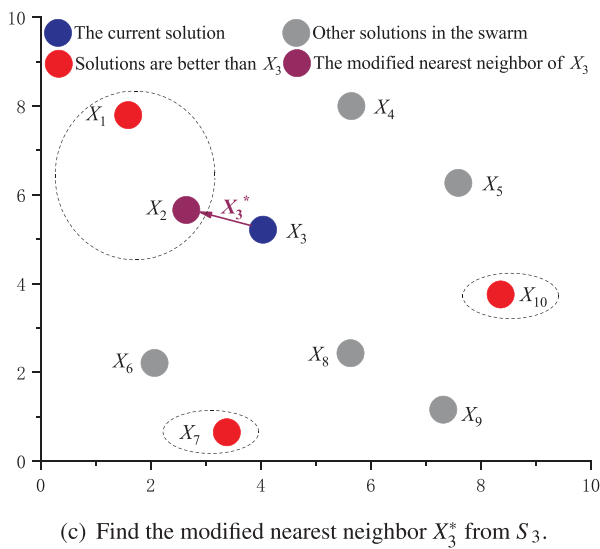 10
The current solution
Other solutions in the swarm
Solutions are better than X₃
The modified nearest neighbor of X₃
8
X₁
X₄
6
X₂
X₃*
X₃
X₅
4
X₁₀
2
X₆
X₈
X₉
X₇
0
0 2 4 6 8 10
(c) Find the modified nearest neighbor X₃* from S₃.